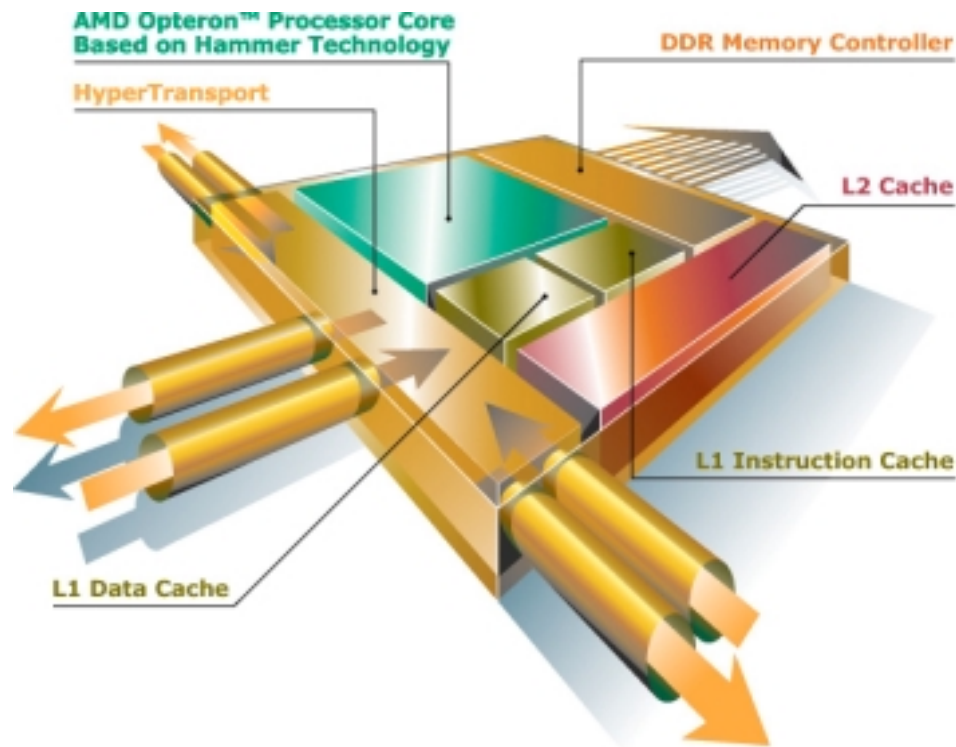 AMD Opteron™ Processor Core
Based on Hammer Technology
DDR Memory Controller
HyperTransport
L2 Cache
L1 Instruction Cache
L1 Data Cache